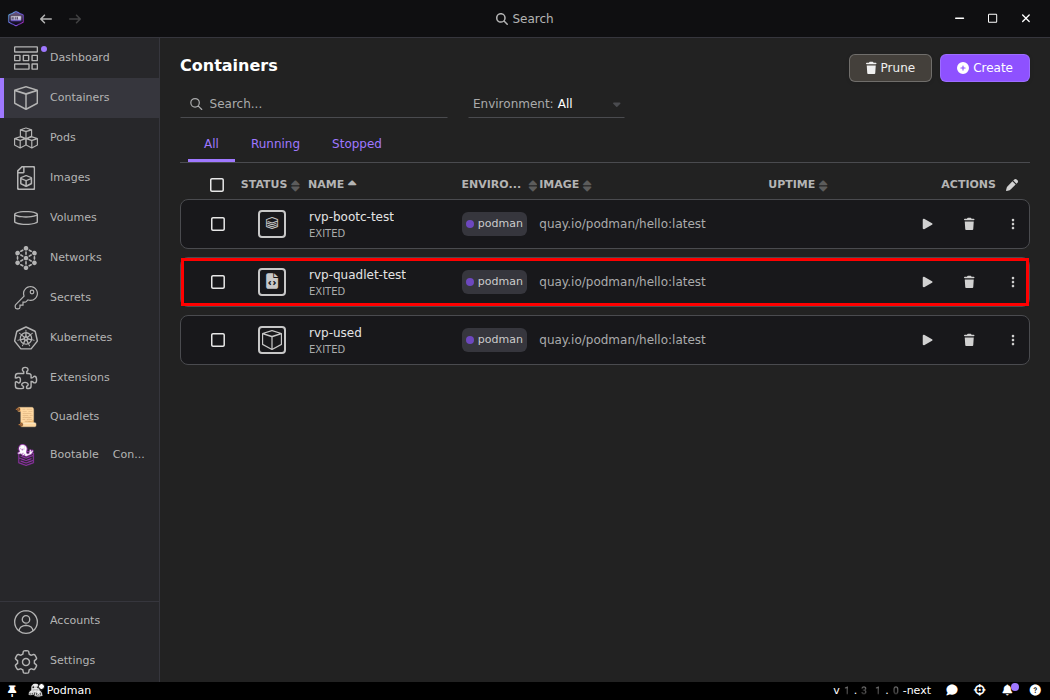 Search
Dashboard
Containers
Pods
Images
Volumes
Networks
Secrets
Kubernetes
Extensions
Quadlets
Bootable Con...
Accounts
Settings
Containers
Prune
Create
Search...
Environment: All
All Running Stopped
STATUS NAME ENVIRO... IMAGE UPTIME ACTIONS
rvp-bootc-test podman quay.io/podman/hello:latest
EXITED
rvp-quadlet-test podman quay.io/podman/hello:latest
EXITED
rvp-used podman quay.io/podman/hello:latest
EXITED
Podman
v 1 . 3 1 . 0 -next